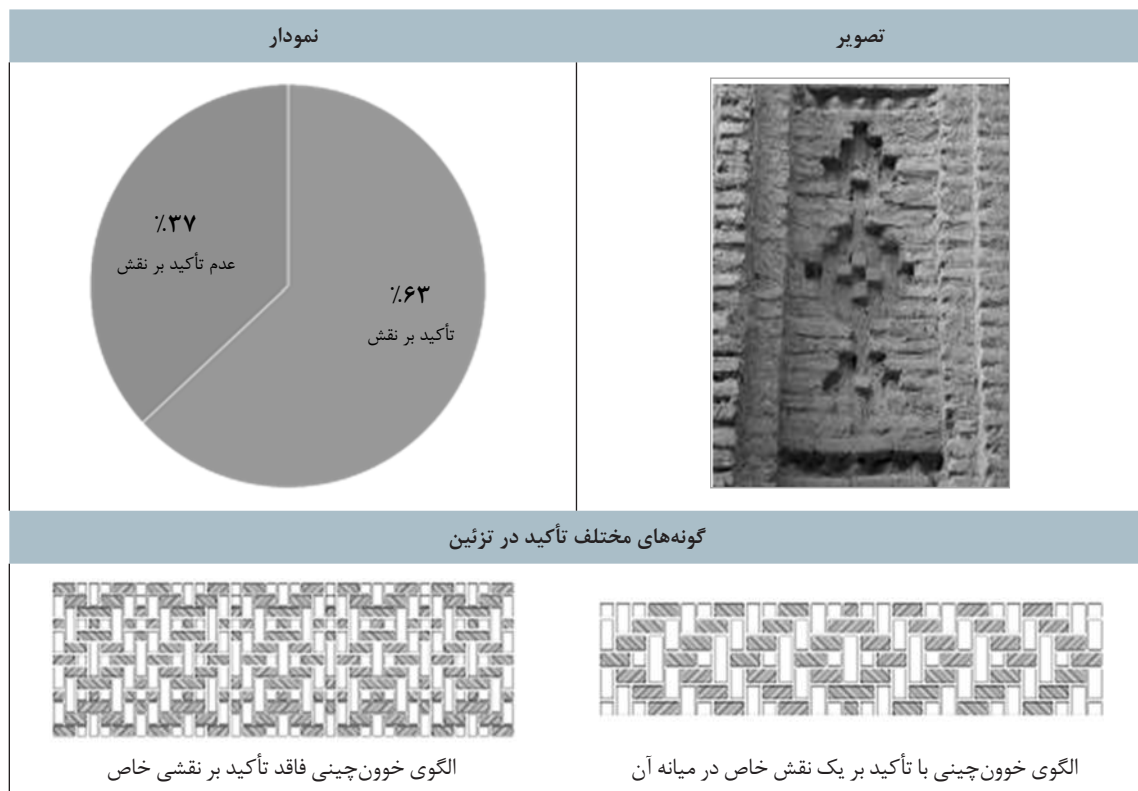 تصویر
نمودار
٪۳۷
عدم تأکید بر نقش
٪۶۳
تأکید بر نقش
گونه‌های مختلف تأکید در تزئین
الگوی خوون‌چینی با تأکید بر یک نقش خاص در میانه آن
الگوی خوون‌چینی فاقد تأکید بر نقشی خاص